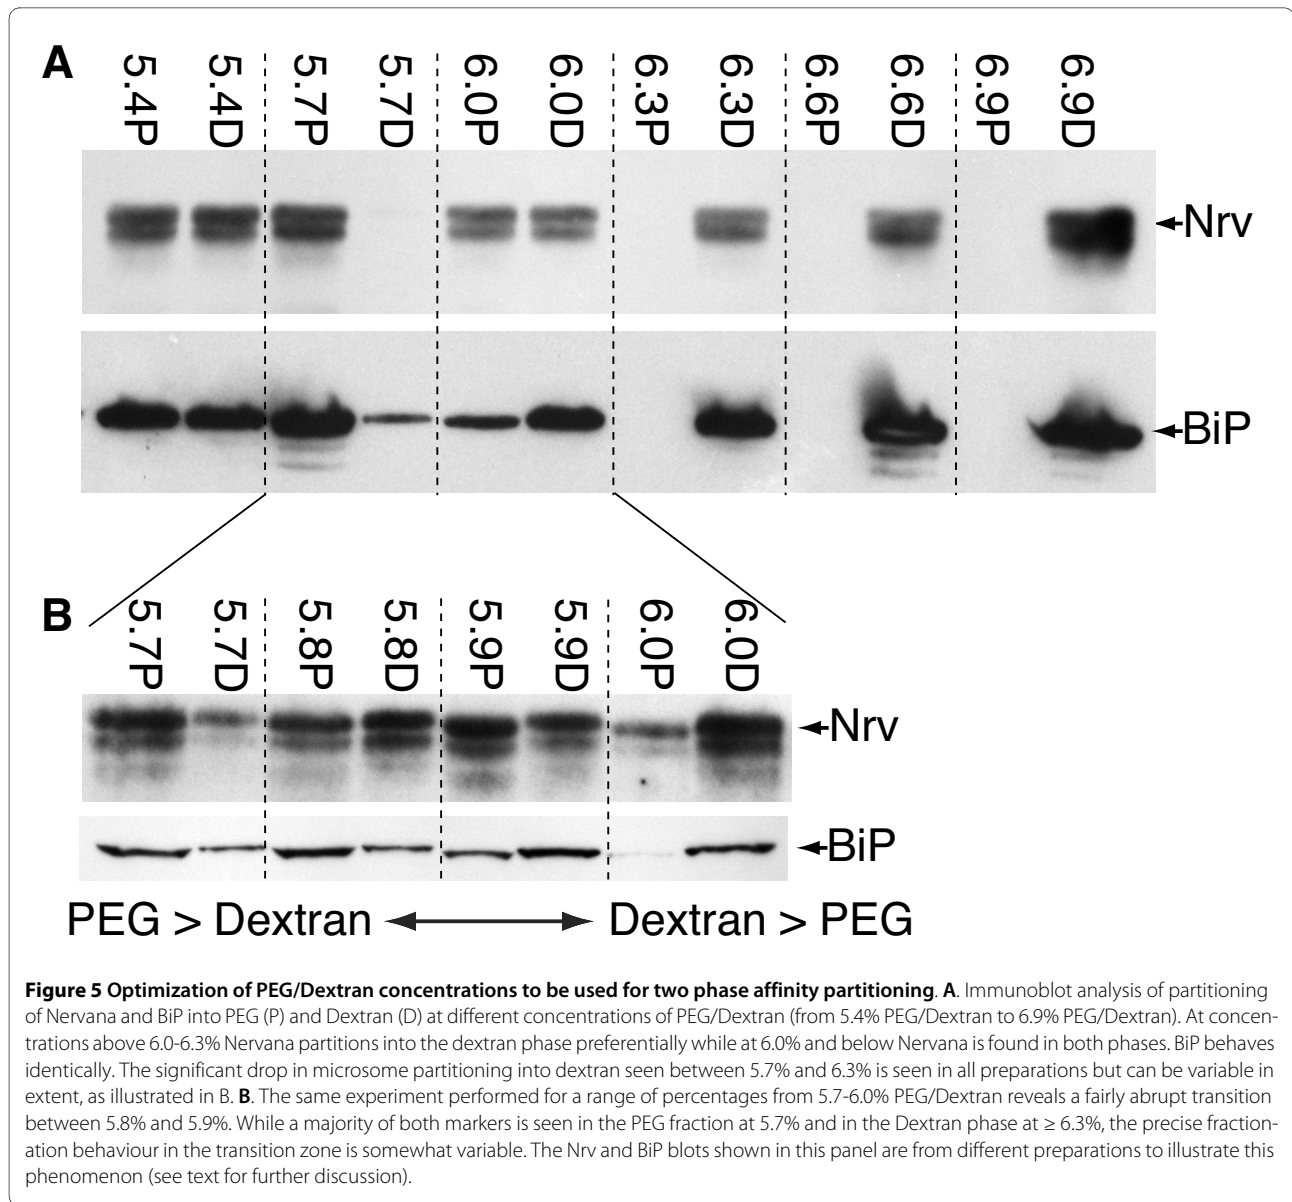 A
5.4P 5.4D 5.7P 5.7D 6.0P 6.0D 6.3P 6.3D 6.6P 6.6D 6.9P 6.9D
Nrv
BiP
B
5.7P 5.7D 5.8P 5.8D 5.9P 5.9D 6.0P 6.0D
Nrv
BiP
PEG > Dextran Dextran > PEG
Figure 5 Optimization of PEG/Dextran concentrations to be used for two phase affinity partitioning. A. Immunoblot analysis of partitioning
of Nervana and BiP into PEG (P) and Dextran (D) at different concentrations of PEG/Dextran (from 5.4% PEG/Dextran to 6.9% PEG/Dextran). At concen-
trations above 6.0-6.3% Nervana partitions into the dextran phase preferentially while at 6.0% and below Nervana is found in both phases. BiP behaves
identically. The significant drop in microsome partitioning into dextran seen between 5.7% and 6.3% is seen in all preparations but can be variable in
extent, as illustrated in B. B. The same experiment performed for a range of percentages from 5.7-6.0% PEG/Dextran reveals a fairly abrupt transition
between 5.8% and 5.9%. While a majority of both markers is seen in the PEG fraction at 5.7% and in the Dextran phase at ≥ 6.3%, the precise fraction-
ation behaviour in the transition zone is somewhat variable. The Nrv and BiP blots shown in this panel are from different preparations to illustrate this
phenomenon (see text for further discussion).